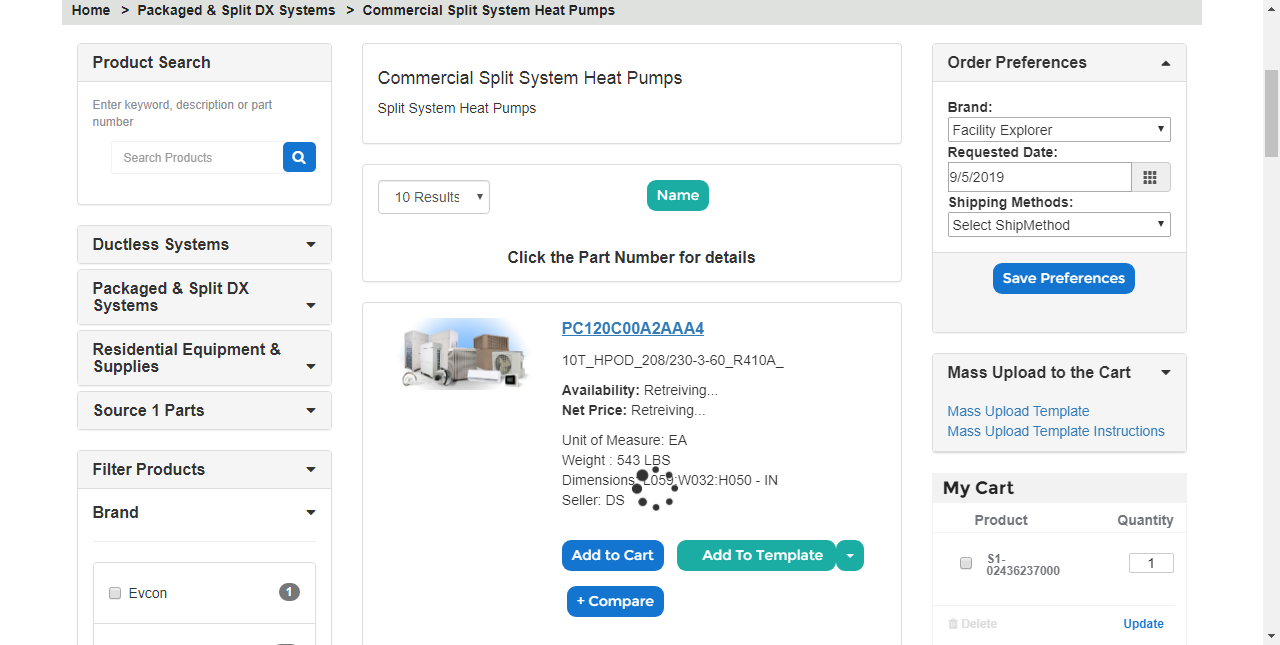 Home > Packaged & Split DX Systems > Commercial Split System Heat Pumps
Product Search
Enter keyword, description or part
number
Search Products
Ductless Systems
Packaged & Split DX
Systems
Residential Equipment &
Supplies
Source 1 Parts
Filter Products
Brand
Evcon
1
Commercial Split System Heat Pumps
Split System Heat Pumps
10 Results
Name
Click the Part Number for details
PC120C00A2AAA4
10T_HPOD_208/230-3-60_R410A_
Availability: Retreiving...
Net Price: Retreiving...
Unit of Measure: EA
Weight : 543 LBS
Dimensions: L059:W032:H050 - IN
Seller: DS
Add to Cart
Add To Template
+ Compare
Order Preferences
Brand:
Facility Explorer
Requested Date:
9/5/2019
Shipping Methods:
Select ShipMethod
Save Preferences
Mass Upload to the Cart
Mass Upload Template
Mass Upload Template Instructions
My Cart
Product Quantity
S1-
02436237000
1
Delete Update